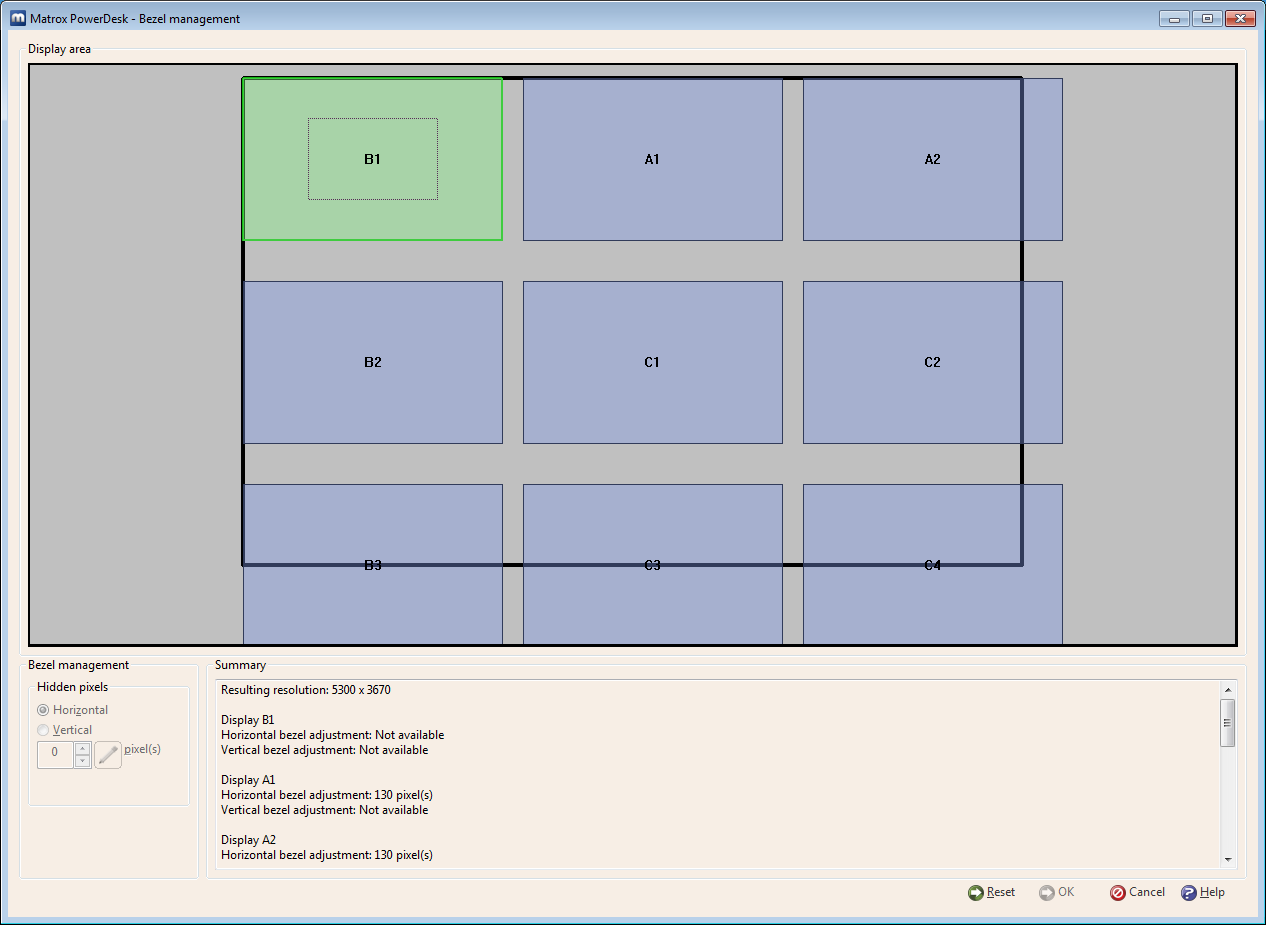 Matrox PowerDesk - Bezel management
Display area
B1
A1
A2
B2
C1
C2
B3
C3
C4
Bezel management
Hidden pixels
Horizontal
Vertical
0
pixel(s)
Summary
Resulting resolution: 5300 x 3670
Display B1
Horizontal bezel adjustment: Not available
Vertical bezel adjustment: Not available
Display A1
Horizontal bezel adjustment: 130 pixel(s)
Vertical bezel adjustment: Not available
Display A2
Horizontal bezel adjustment: 130 pixel(s)
Reset
OK
Cancel
Help